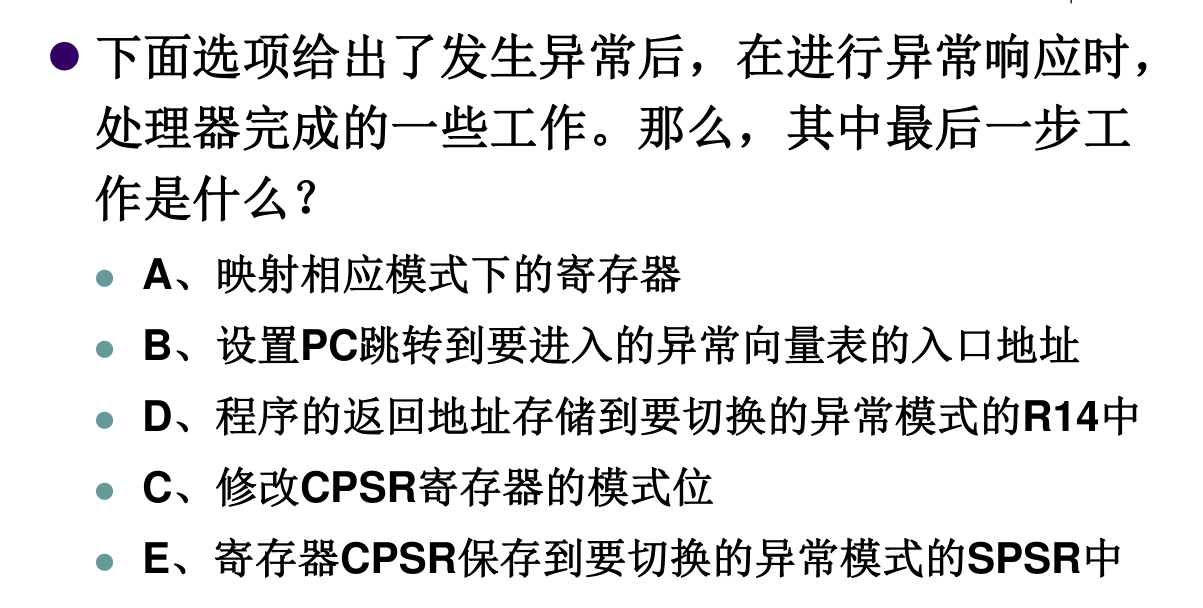 下面选项给出了发生异常后，在进行异常响应时，
处理器完成的一些工作。那么，其中最后一步工
作是什么？
A、映射相应模式下的寄存器
B、设置PC跳转到要进入的异常向量表的入口地址
D、程序的返回地址存储到要切换的异常模式的R14中
C、修改CPSR寄存器的模式位
E、寄存器CPSR保存到要切换的异常模式的SPSR中